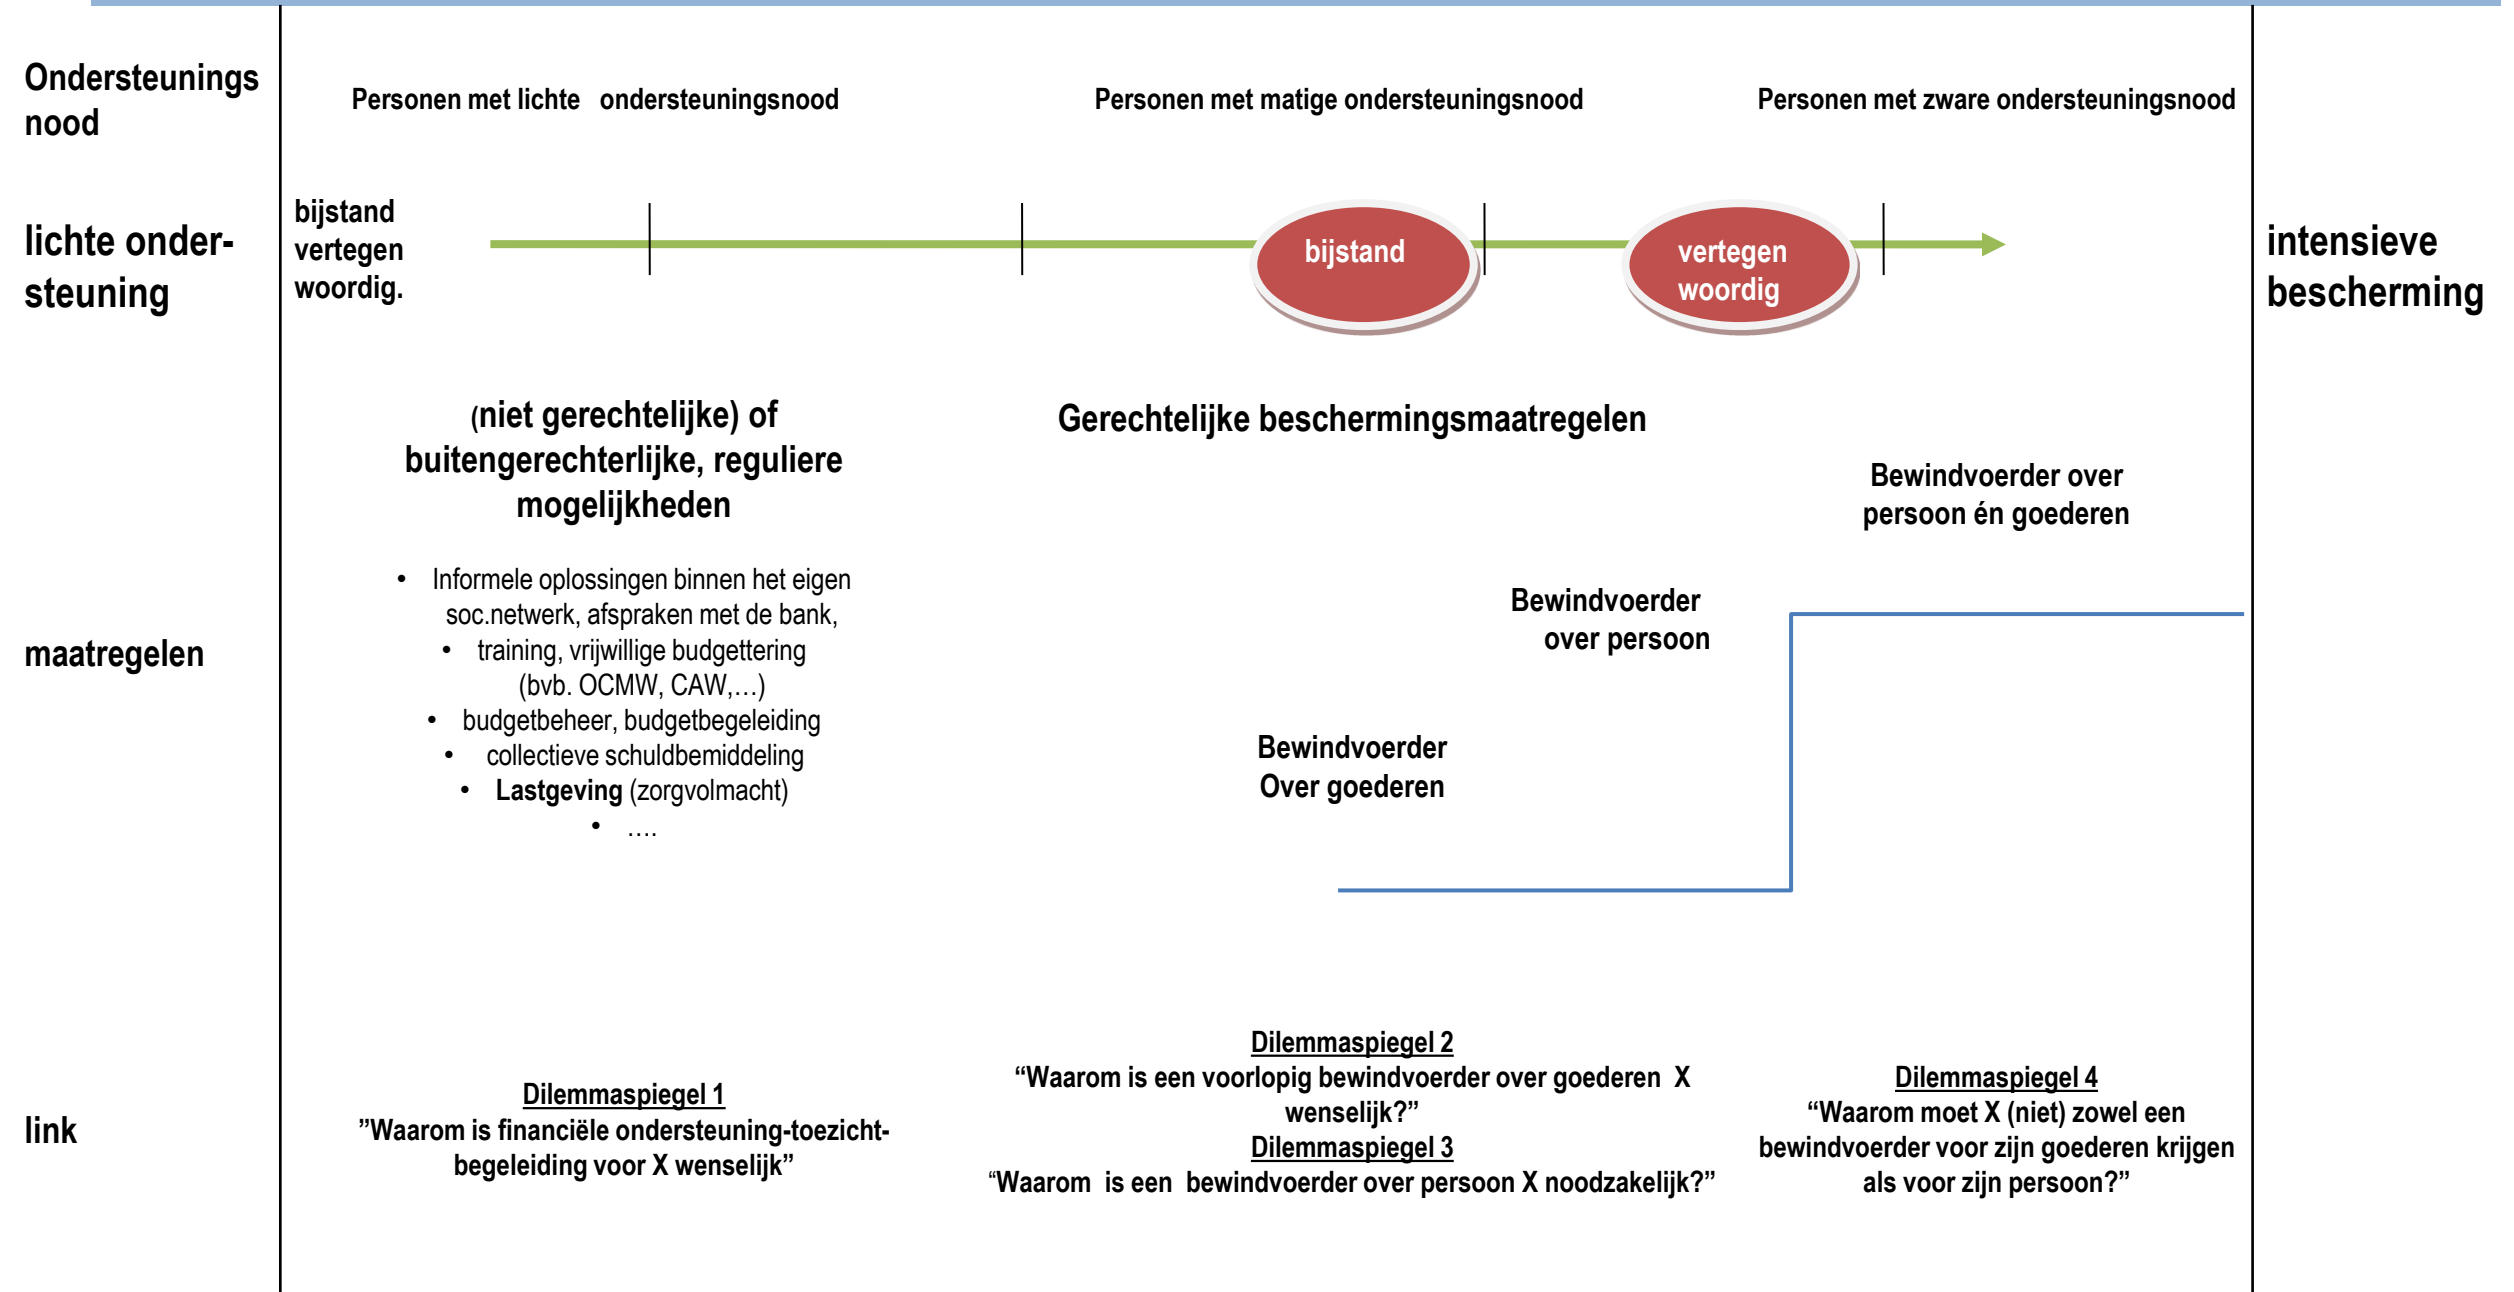 Ondersteunings
nood
Personen met lichte ondersteuningsnood
Personen met matige ondersteuningsnood
Personen met zware ondersteuningsnood
lichte onder-
steuning
bijstand
vertegen
woordig.
bijstand
vertegen
woordig
intensieve
bescherming
maatregelen
(niet gerechtelijke) of
buitengerechterlijke, reguliere
mogelijkheden
• Informele oplossingen binnen het eigen
soc.netwerk, afspraken met de bank,
• training, vrijwillige budgettering
(bvb. OCMW, CAW,…)
• budgetbeheer, budgetbegeleiding
• collectieve schuldbemiddeling
• Lastgeving (zorgvolmacht)
• ….
Gerechtelijke beschermingsmaatregelen
Bewindvoerder
Over goederen
Bewindvoerder
over persoon
Bewindvoerder over
persoon én goederen
link
Dilemmaspiegel 1
”Waarom is financiële ondersteuning-toezicht-
begeleiding voor X wenselijk”
Dilemmaspiegel 2
“Waarom is een voorlopig bewindvoerder over goederen X
wenselijk?”
Dilemmaspiegel 3
“Waarom is een bewindvoerder over persoon X noodzakelijk?”
Dilemmaspiegel 4
“Waarom moet X (niet) zowel een
bewindvoerder voor zijn goederen krijgen
als voor zijn persoon?”